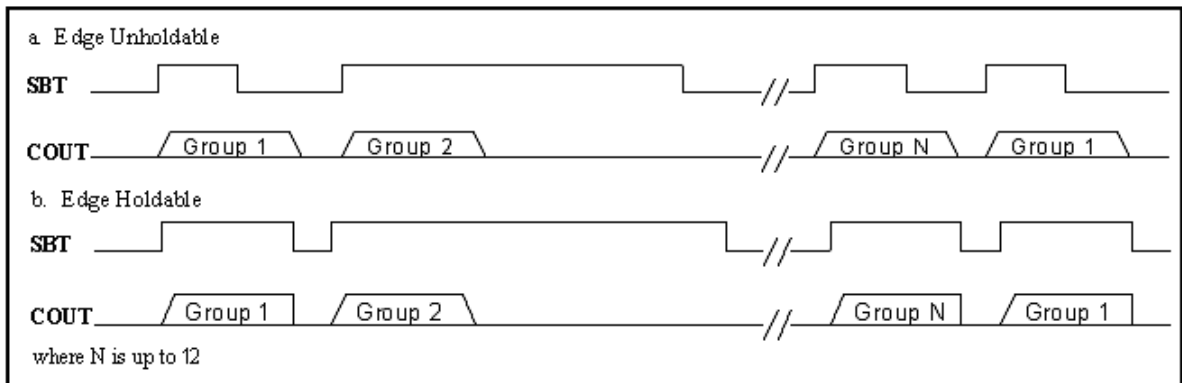 a. Edge Unholdable
SBT
//
COUT Group 1 Group 2 // Group N Group 1
b. Edge Holdable
SBT
//
COUT Group 1 Group 2 // Group N Group 1
where N is up to 12